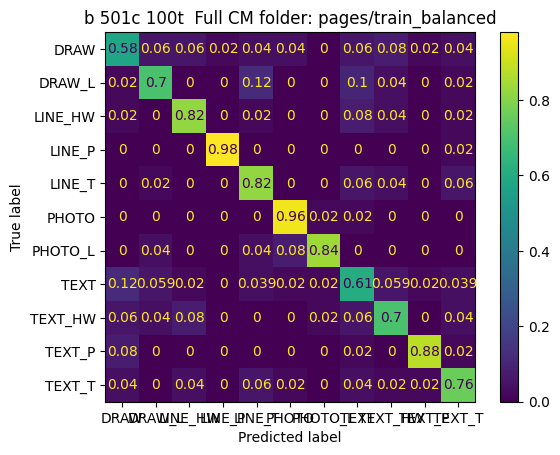 b 501c 100t  Full CM folder: pages/train_balanced
True label
DRAW 0.58 0.06 0.06 0.02 0.04 0.04 0 0.06 0.08 0.02 0.04
DRAW_L 0.02 0.7 0 0 0.12 0 0 0.1 0.04 0 0.02
LINE_HW 0.02 0 0.82 0 0.02 0 0 0.08 0.04 0 0.02
LINE_P 0 0 0 0.98 0 0 0 0 0 0 0.02
LINE_T 0 0.02 0 0 0.82 0 0 0.06 0.04 0 0.06
PHOTO 0 0 0 0 0 0.96 0.02 0.02 0 0 0
PHOTO_L 0 0.04 0 0 0.04 0.08 0.84 0 0 0 0
TEXT 0.12 0.059 0.02 0 0.039 0.02 0.02 0.61 0.059 0.02 0.039
TEXT_HW 0.06 0.04 0.08 0 0 0 0.02 0.06 0.7 0 0.04
TEXT_P 0.08 0 0 0 0 0 0 0.02 0 0.88 0.02
TEXT_T 0.04 0 0.04 0 0.06 0.02 0 0.04 0.02 0.02 0.76
DRAW DRAW_L LINE_HW LINE_P LINE_T PHOTO PHOTO_L TEXT TEXT_HW TEXT_P TEXT_T
Predicted label
0.8
0.6
0.4
0.2
0.0